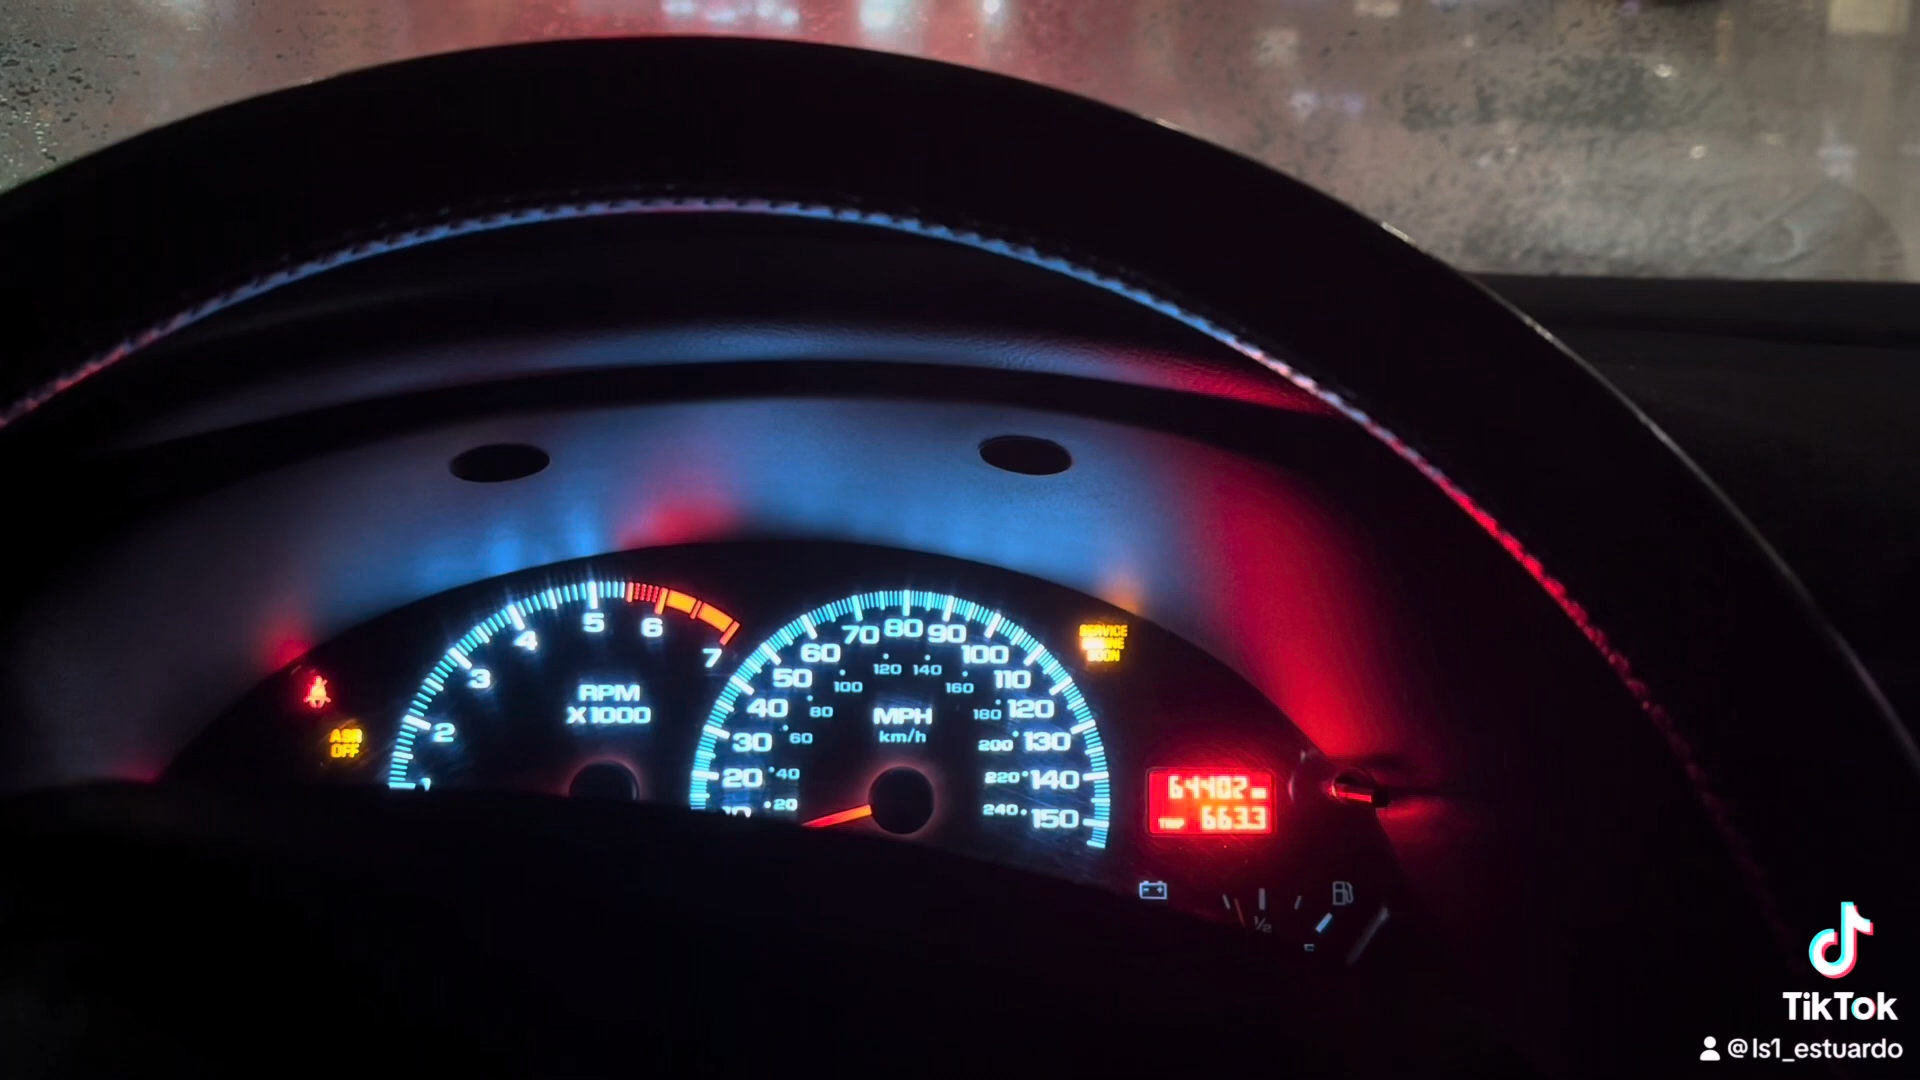 5
6
4
7
3
2
RPM
X1000
ASR
OFF
70 80 90
60 100
50 110
40 120
30 130
20 140
150
120 140
100 160
80 180
60 200
40 220
20 240
MPH
km/h
SERVICE
ENGINE
SOON
64402
TRIP 663.3
1/2
TikTok
@ls1_estuardo